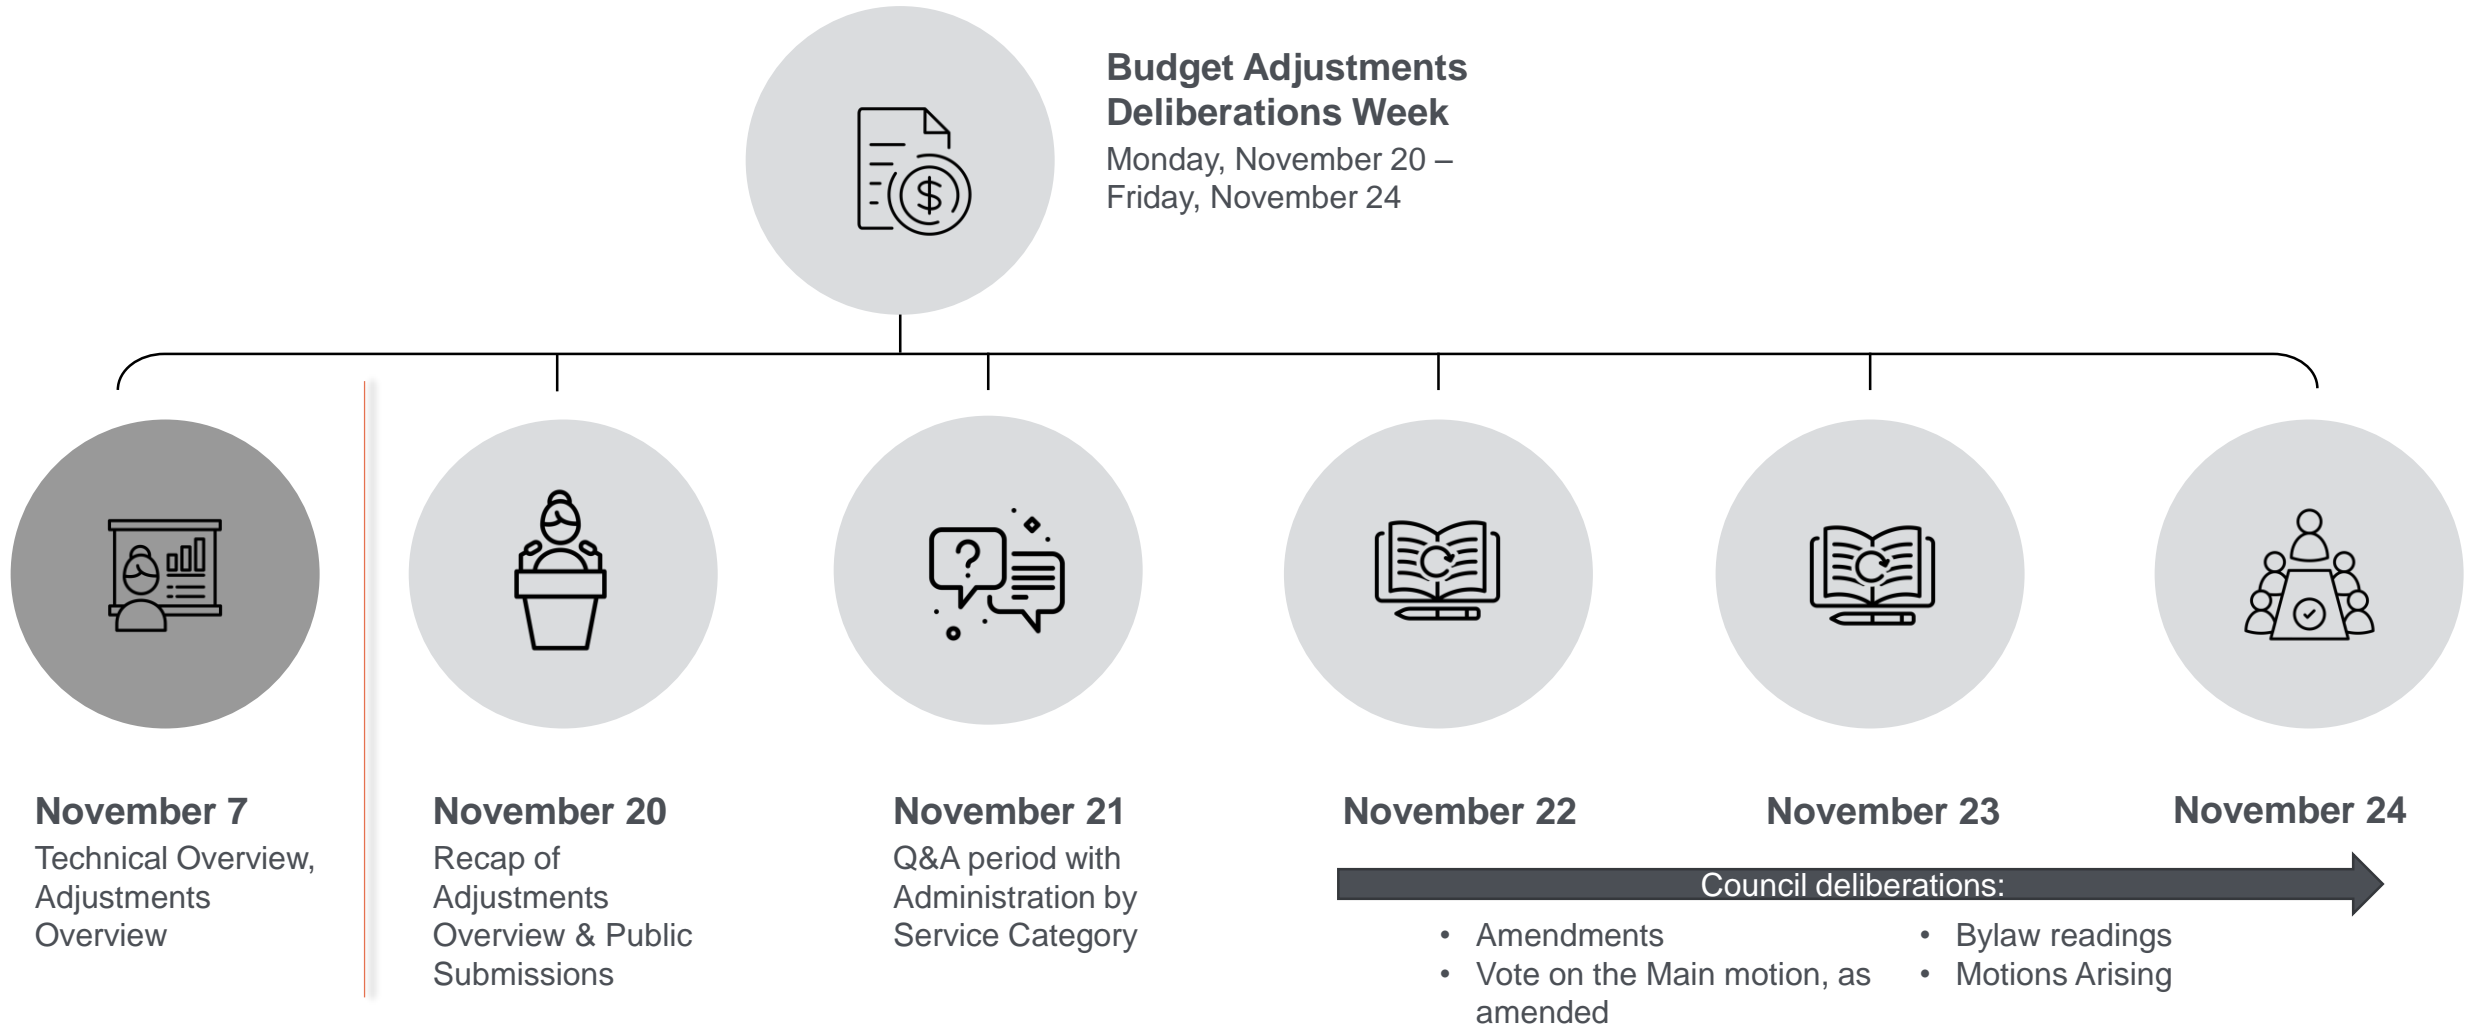 Budget Adjustments
Deliberations Week
Monday, November 20 –
Friday, November 24
November 7
Technical Overview,
Adjustments
Overview
November 20
Recap of
Adjustments
Overview & Public
Submissions
November 21
Q&A period with
Administration by
Service Category
November 22
November 23
November 24
Council deliberations:
• Amendments
• Vote on the Main motion, as
amended
• Bylaw readings
• Motions Arising